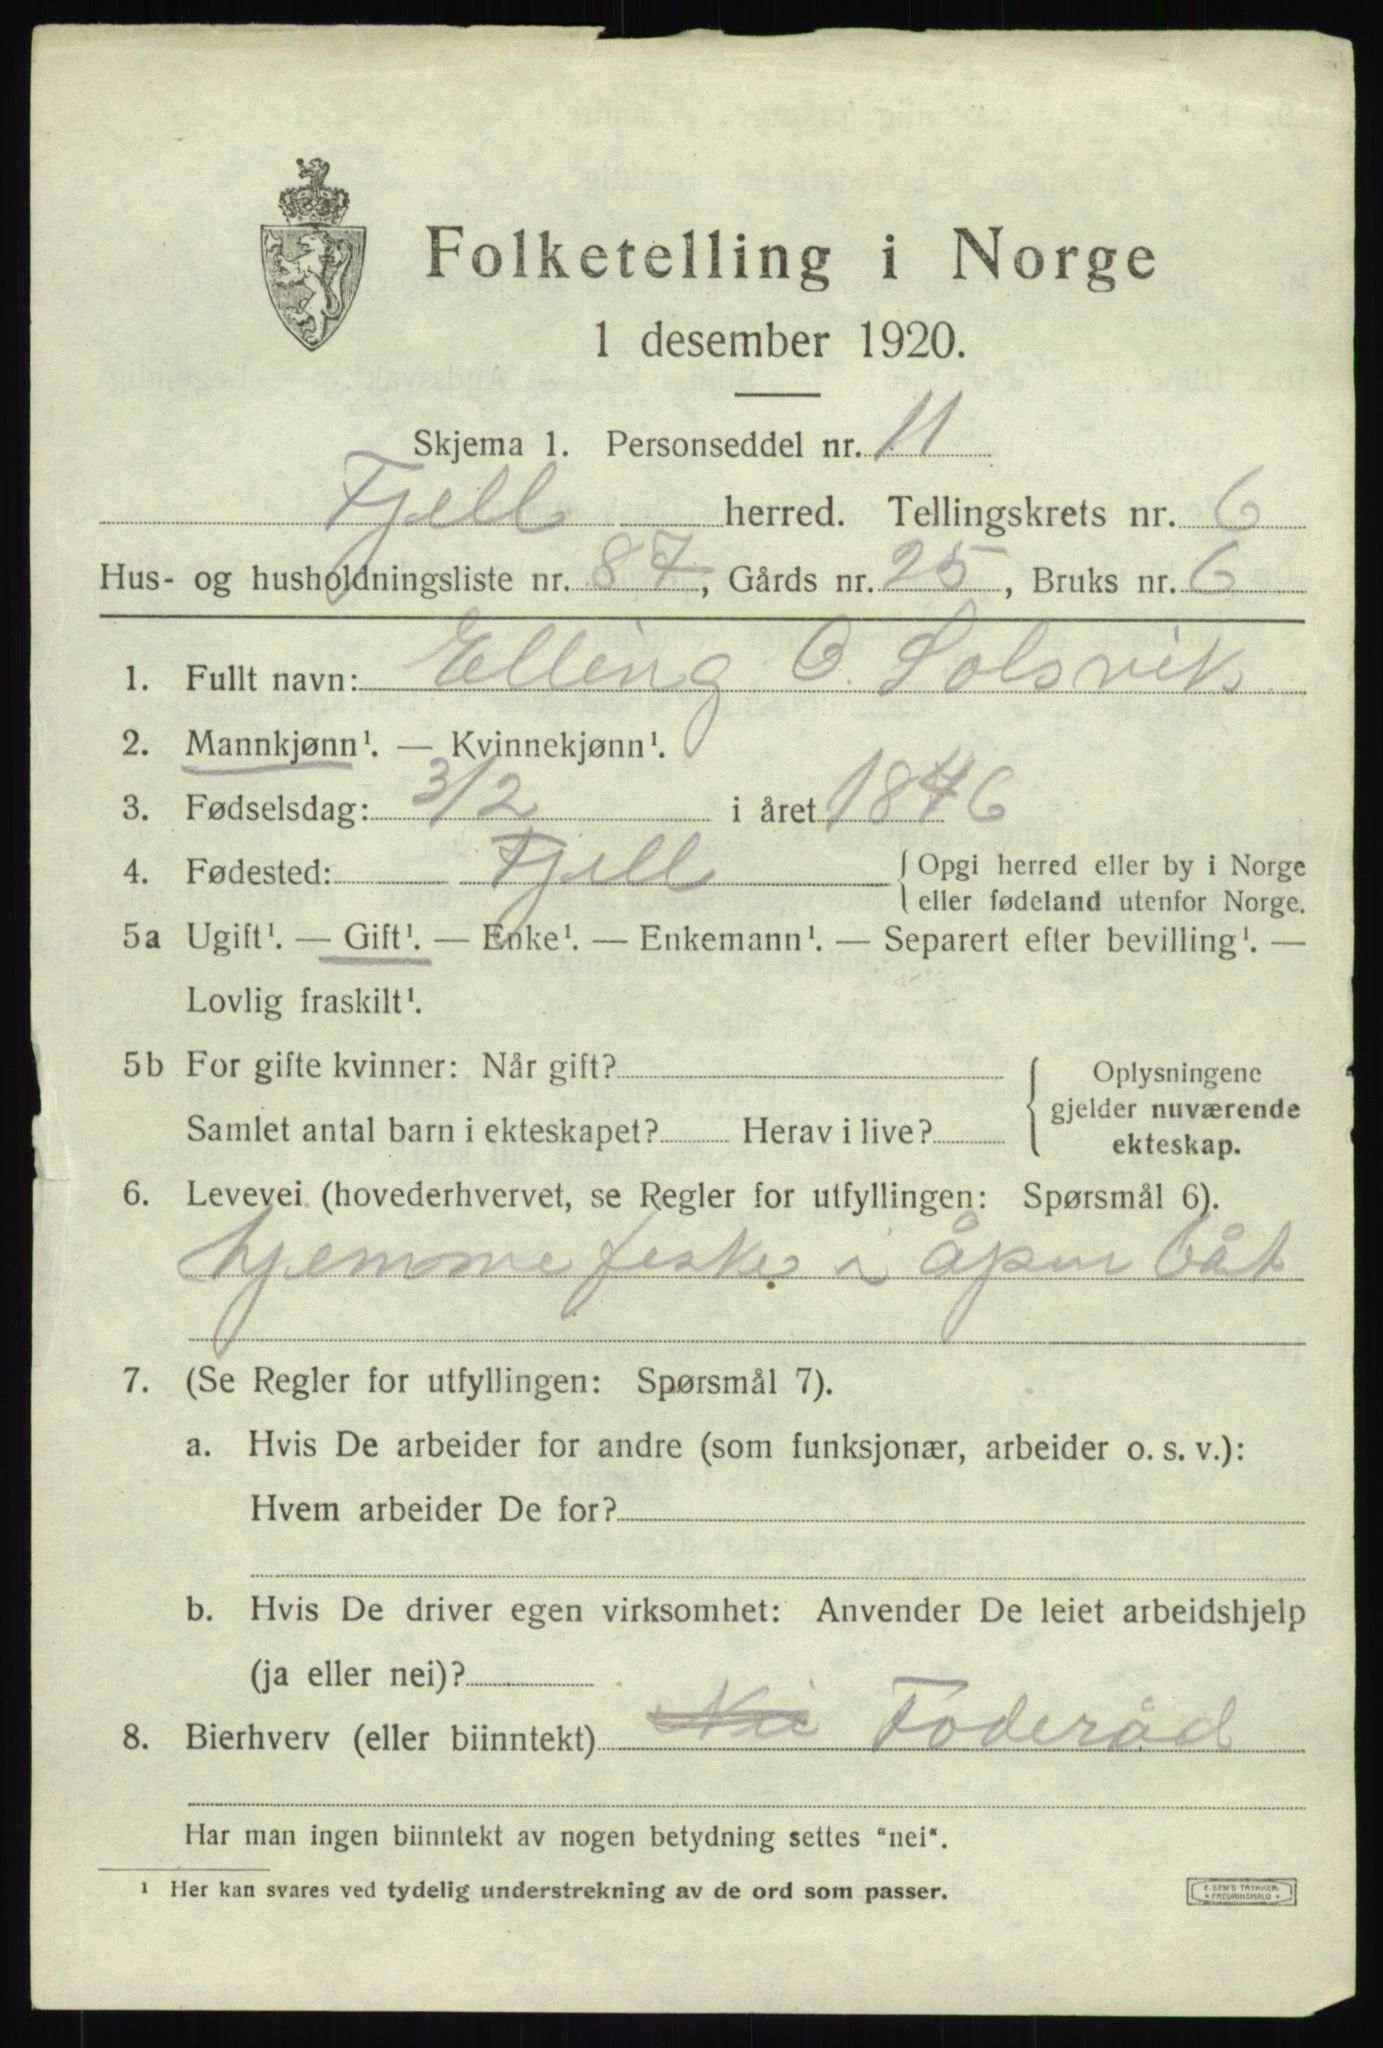 Folketelling i Norge
1 desember 1920.
Skjema 1. Personseddel nr. 11
Fjell herred. Tellingskrets nr. 6
Hus- og husholdningsliste nr. 87, Gårds nr. 25, Bruks nr. 6
1. Fullt navn: Elling O. Solsvik
2. Mannkjønn¹. — Kvinnekjønn¹.
3. Fødselsdag: 3/2 i året 1846
4. Fødested: Fjell { Opgi herred eller by i Norge
eller fødeland utenfor Norge.
5a Ugift¹. — Gift¹. — Enke¹. — Enkemann¹. — Separert efter bevilling¹. —
Lovlig fraskilt¹.
5b For gifte kvinner: Når gift?
Samlet antal barn i ekteskapet? Herav i live?
{ Oplysningene
gjelder nuværende
ekteskap.
6. Levevei (hovederhvervet, se Regler for utfyllingen: Spørsmål 6).
hjemmefiske i åpen båt
7. (Se Regler for utfyllingen: Spørsmål 7).
a. Hvis De arbeider for andre (som funksjonær, arbeider o. s. v.):
Hvem arbeider De for?
b. Hvis De driver egen virksomhet: Anvender De leiet arbeidshjelp
(ja eller nei)?
8. Bierhverv (eller biinntekt) Nei Foderåd
Har man ingen biinntekt av nogen betydning settes "nei".
¹ Her kan svares ved tydelig understrekning av de ord som passer.
E. SEM'S TRYKKERI
FREDRIKSHALD